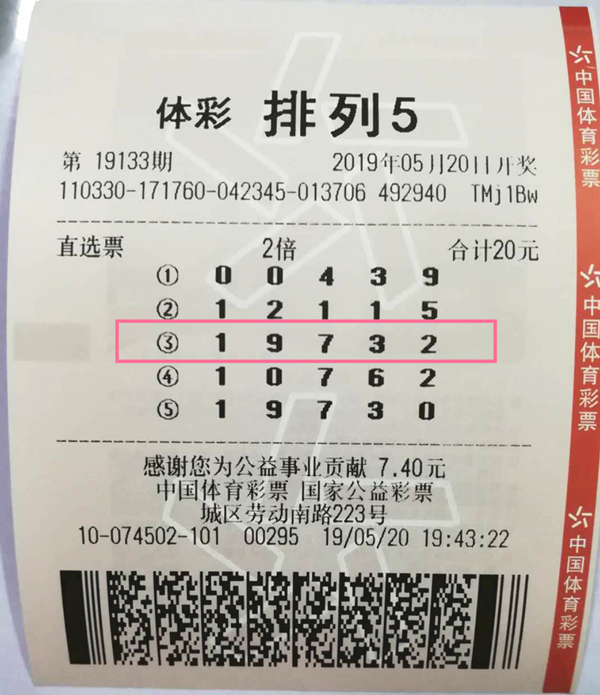 体彩 排列5
第 19133期 2019年05月20日开奖
110330-171760-042345-013706 492940 TMj1BW
直选票 2倍 合计20元
① 0 0 4 3 9
② 1 2 1 1 5
③ 1 9 7 3 2
④ 1 0 7 6 2
⑤ 1 9 7 3 0
感谢您为公益事业贡献 7.40元
中国体育彩票 国家公益彩票
城区劳动南路223号
10-074502-101 00295 19/05/20 19:43:22
中国体育彩票
中国体育彩票
中国体育彩票